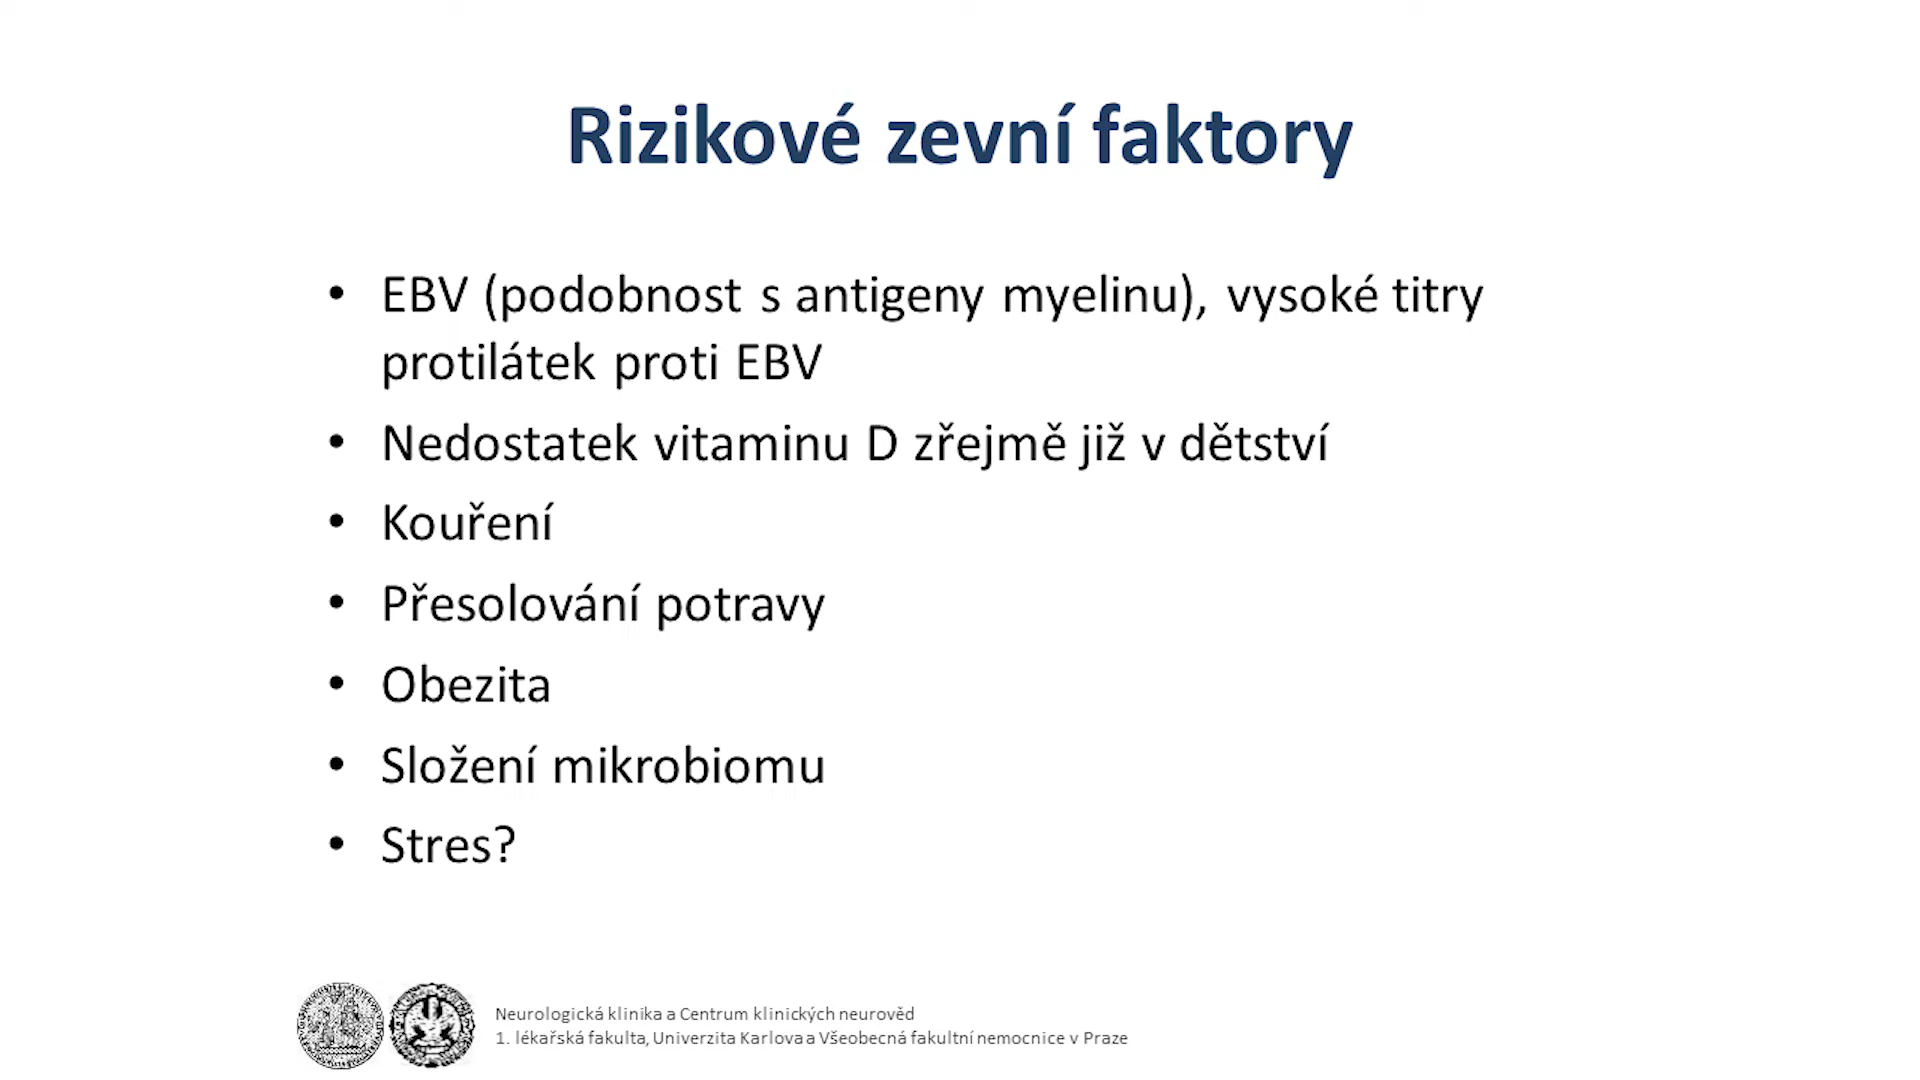 Rizikové zevní faktory
• EBV (podobnost s antigeny myelinu), vysoké titry
protilátek proti EBV
• Nedostatek vitaminu D zřejmě již v dětství
• Kouření
• Přesolování potravy
• Obezita
• Složení mikrobiomu
• Stres?
Neurologická klinika a Centrum klinických neurověd
1. lékařská fakulta, Univerzita Karlova a Všeobecná fakultní nemocnice v Praze